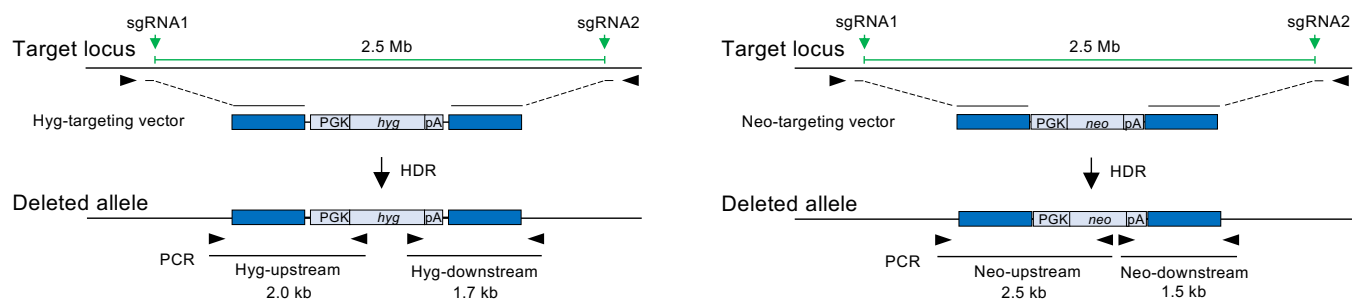 sgRNA1
sgRNA2
Target locus
2.5 Mb
Hyg-targeting vector
PGK
hyg
pA
HDR
Deleted allele
PGK
hyg
pA
PCR
Hyg-upstream
2.0 kb
Hyg-downstream
1.7 kb
sgRNA1
sgRNA2
Target locus
2.5 Mb
Neo-targeting vector
PGK
neo
pA
HDR
Deleted allele
PGK
neo
pA
PCR
Neo-upstream
2.5 kb
Neo-downstream
1.5 kb